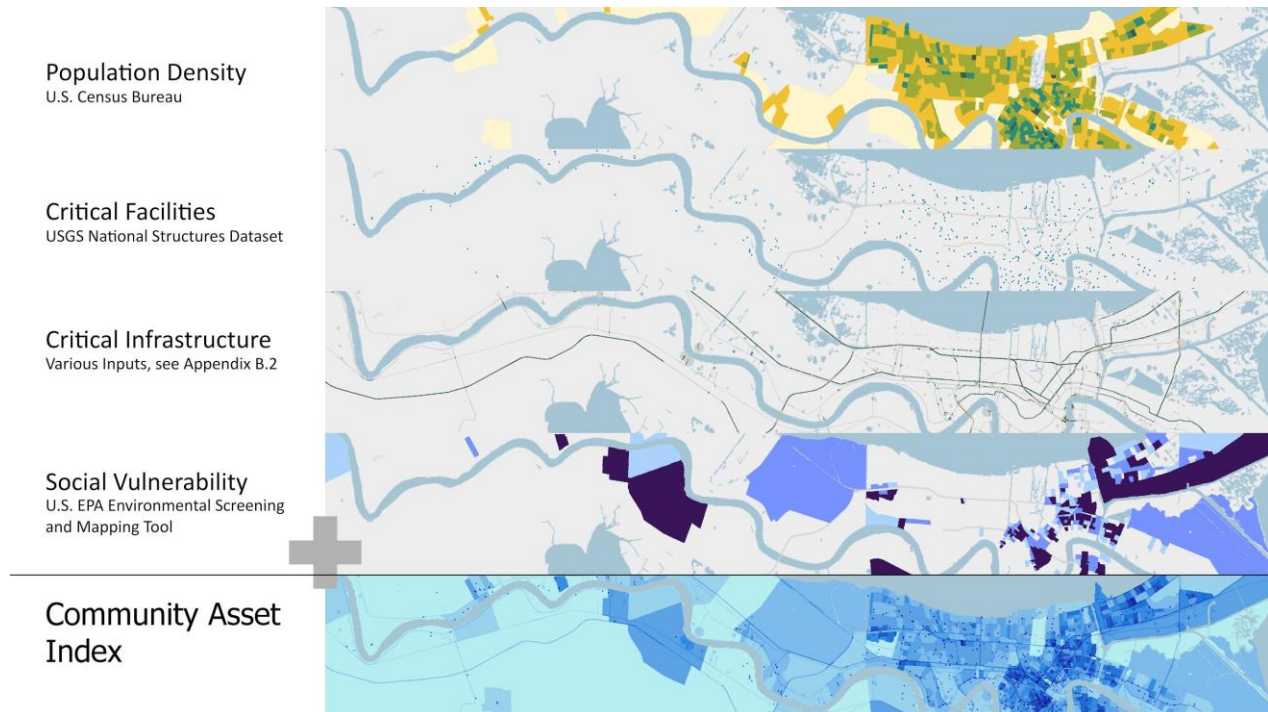 Population Density
U.S. Census Bureau
Critical Facilities
USGS National Structures Dataset
Critical Infrastructure
Various Inputs, see Appendix B.2
Social Vulnerability
U.S. EPA Environmental Screening
and Mapping Tool
Community Asset
Index